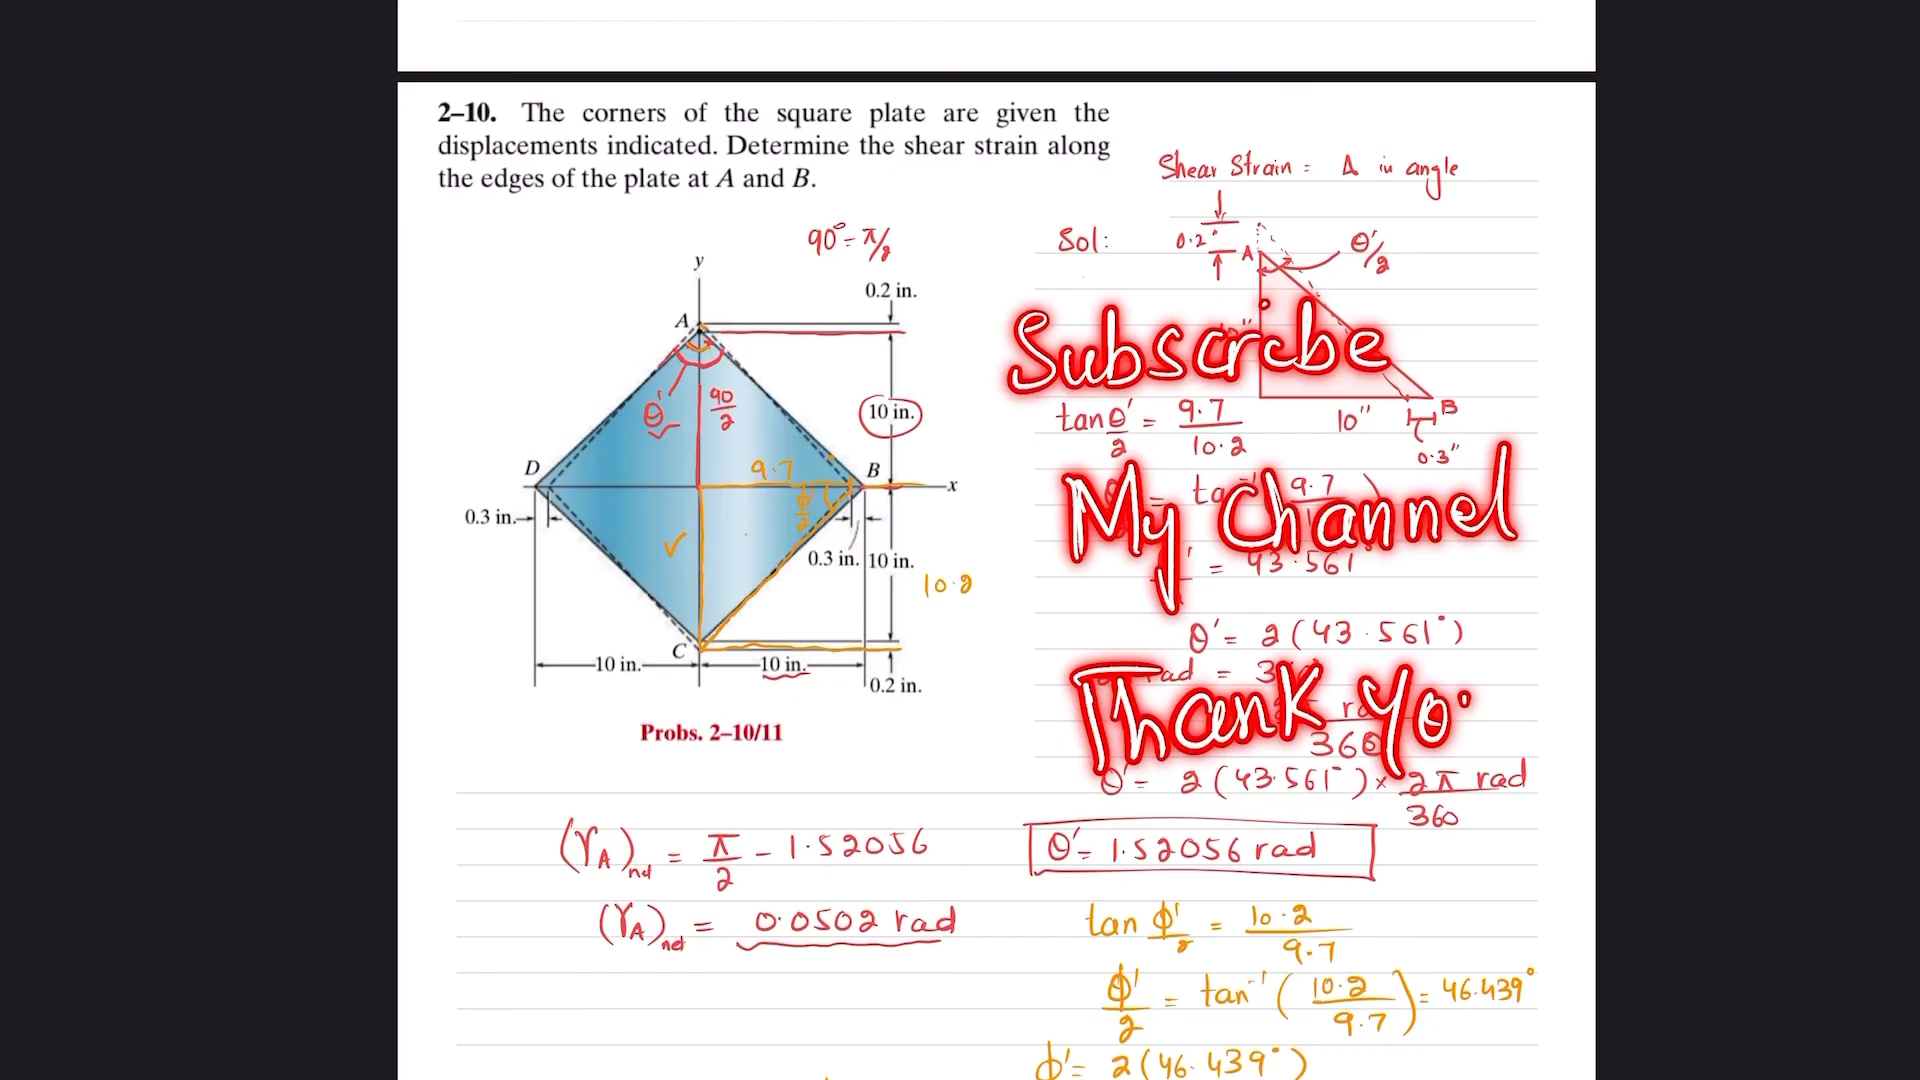 2–10. The corners of the square plate are given the
displacements indicated. Determine the shear strain along
the edges of the plate at A and B.
Shear Strain = Δ in angle
90° = π/2
Sol:
0.2"
A
θ'/2
y
0.2 in.
A
Subscribe
θ'
90/2
10 in.
tan θ'/2 = 9.7/10.2
10"
B
0.3"
D
9.7
B
x
My Channel
0.3 in.
φ/2
0.3 in.
10 in.
10.2
= 43.561°
θ' = 2(43.561°)
C
10 in.
10 in.
0.2 in.
Thank Yo
360
Probs. 2–10/11
θ' = 2(43.561°) × 2π rad/360
(γA)net = π/2 - 1.52056
θ' = 1.52056 rad
(γA)net = 0.0502 rad
tan φ'/2 = 10.2/9.7
φ'/2 = tan⁻¹(10.2/9.7) = 46.439°
φ' = 2(46.439°)